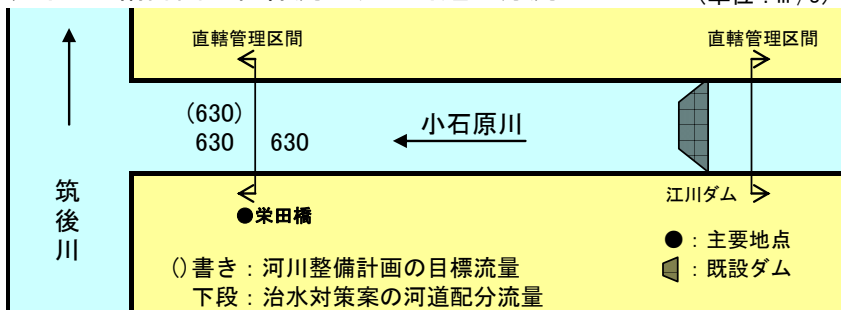 (単位:㎥/s)
直轄管理区間
直轄管理区間
(630)
630
630
小石原川
筑後川
江川ダム
●栄田橋
●:主要地点
:既設ダム
()書き:河川整備計画の目標流量
下段:治水対策案の河道配分流量